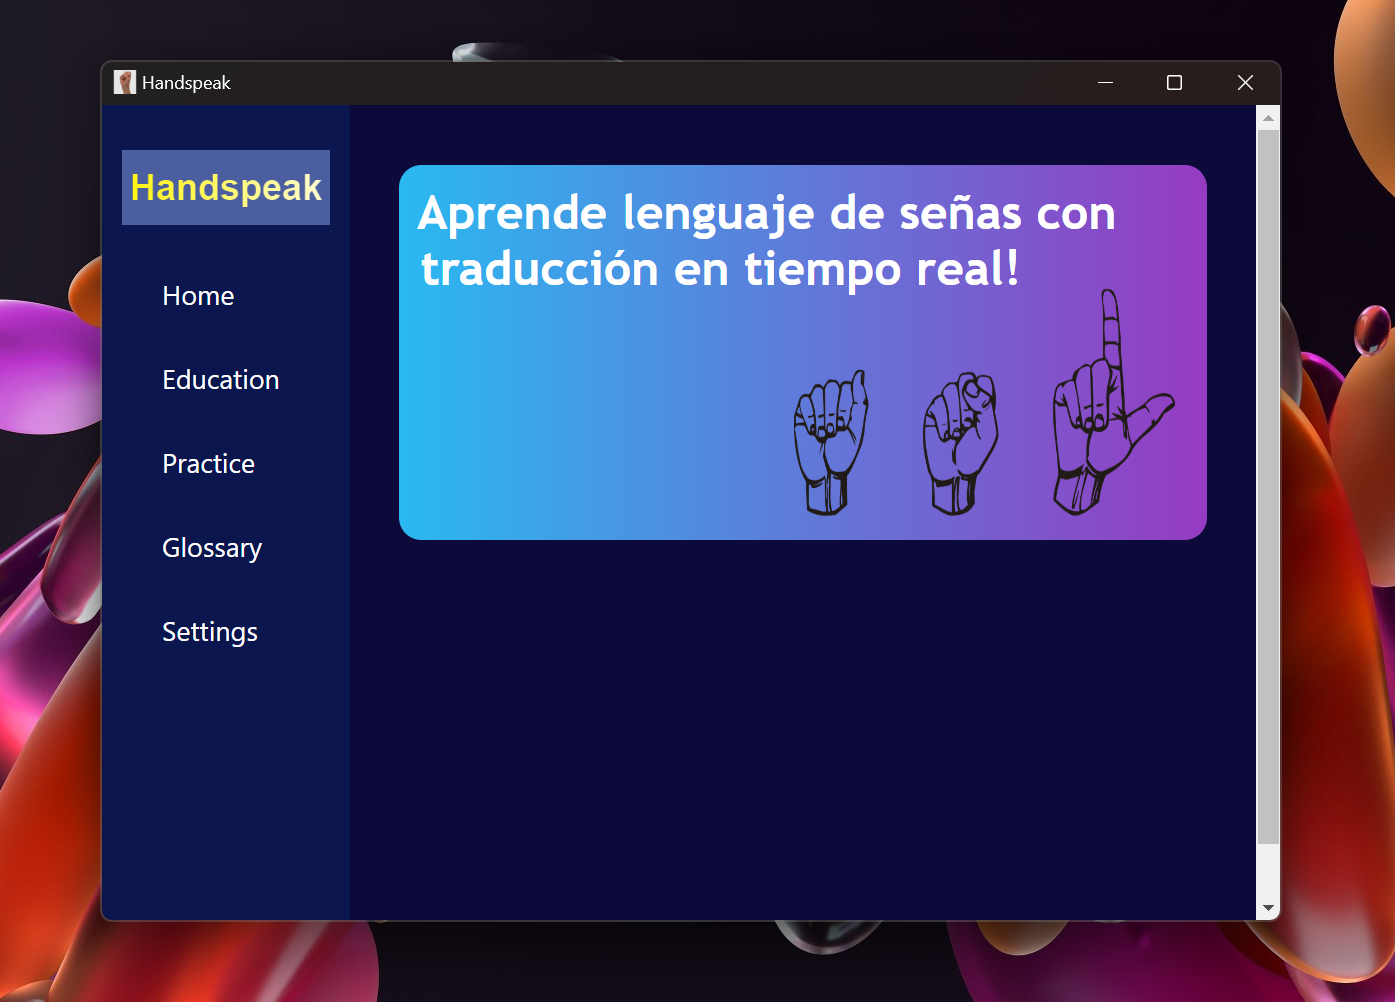 Handspeak
Handspeak
Home
Education
Practice
Glossary
Settings
Aprende lenguaje de señas con
traducción en tiempo real!